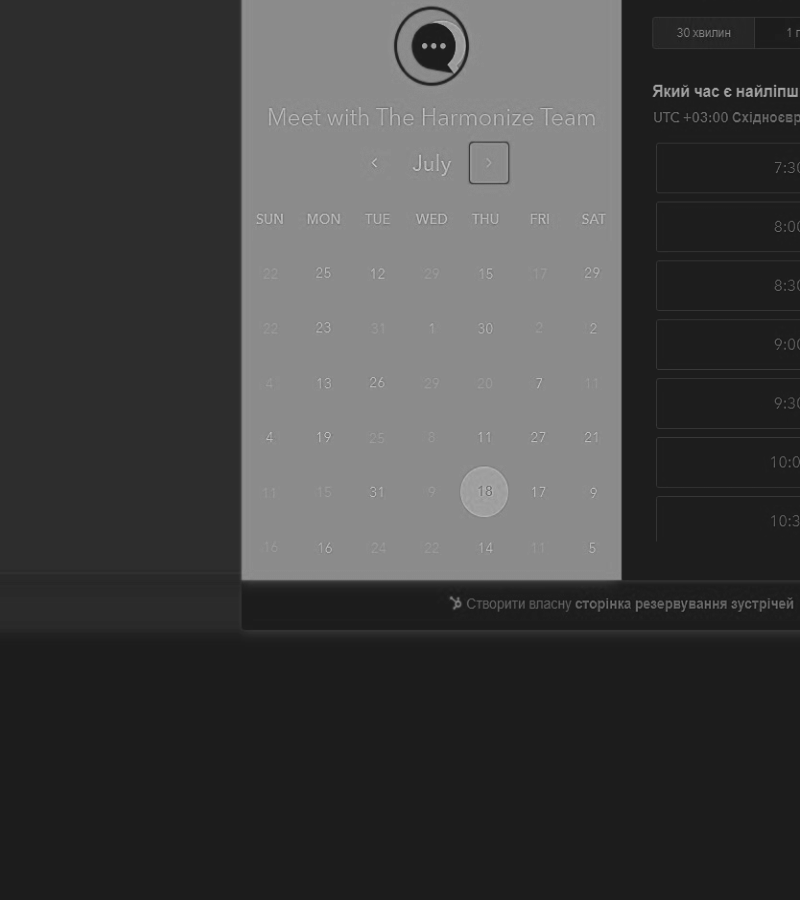 Meet with The Harmonize Team
July
SUN MON TUE WED THU FRI SAT
22 25 12 29 15 17 29
22 23 31 1 30 2 2
4 13 26 29 20 7 11
4 19 25 8 11 27 21
11 15 31 9 18 17 9
16 16 24 22 14 11 5
30 хвилин 1 г
Який час є найліпш
UTC +03:00 Східноєвр
7:30
8:00
8:30
9:00
9:30
10:0
10:3
Створити власну сторінка резервування зустрічей